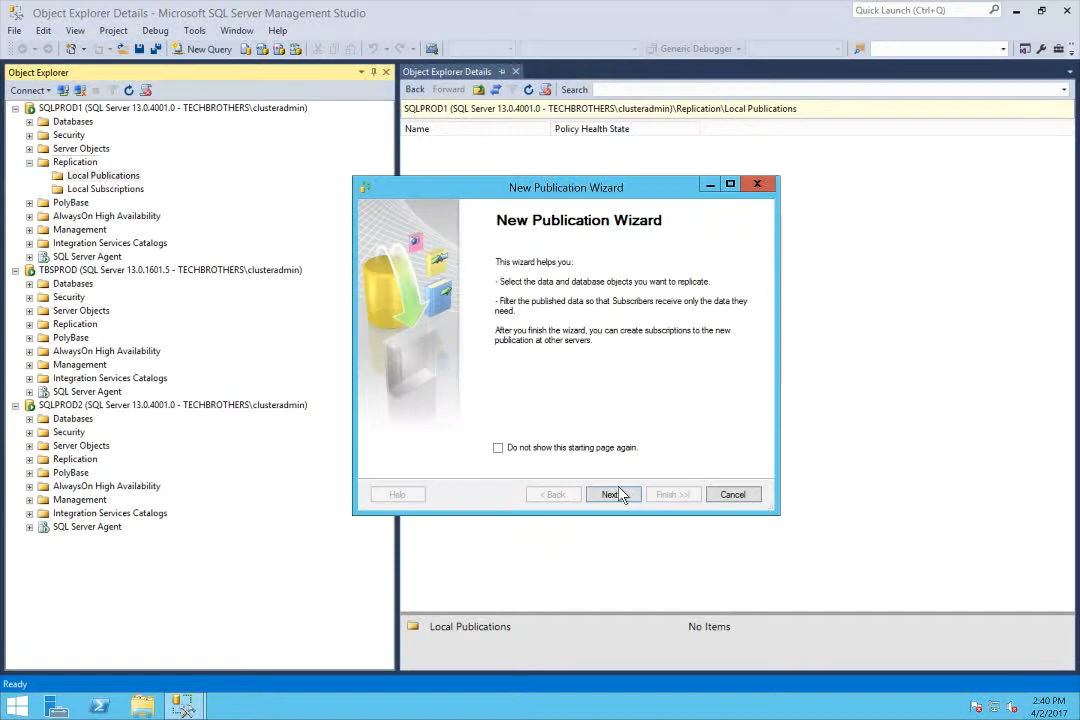 Object Explorer Details - Microsoft SQL Server Management Studio
Quick Launch (Ctrl+Q)
File Edit View Project Debug Tools Window Help
New Query
Generic Debugger
Object Explorer
Object Explorer Details
Connect
Back Forward Search
SQLPROD1 (SQL Server 13.0.4001.0 - TECHBROTHERS\clusteradmin)\Replication\Local Publications
Name Policy Health State
SQLPROD1 (SQL Server 13.0.4001.0 - TECHBROTHERS\clusteradmin)
Databases
Security
Server Objects
Replication
Local Publications
Local Subscriptions
PolyBase
AlwaysOn High Availability
Management
Integration Services Catalogs
SQL Server Agent
TBSPROD (SQL Server 13.0.1601.5 - TECHBROTHERS\clusteradmin)
Databases
Security
Server Objects
Replication
PolyBase
AlwaysOn High Availability
Management
Integration Services Catalogs
SQL Server Agent
SQLPROD2 (SQL Server 13.0.4001.0 - TECHBROTHERS\clusteradmin)
Databases
Security
Server Objects
Replication
PolyBase
AlwaysOn High Availability
Management
Integration Services Catalogs
SQL Server Agent
New Publication Wizard
New Publication Wizard
This wizard helps you:
- Select the data and database objects you want to replicate.
- Filter the published data so that Subscribers receive only the data they
need.
After you finish the wizard, you can create subscriptions to the new
publication at other servers.
Do not show this starting page again.
Help < Back Next Finish >>| Cancel
Local Publications No Items
Ready
2:40 PM
4/2/2017